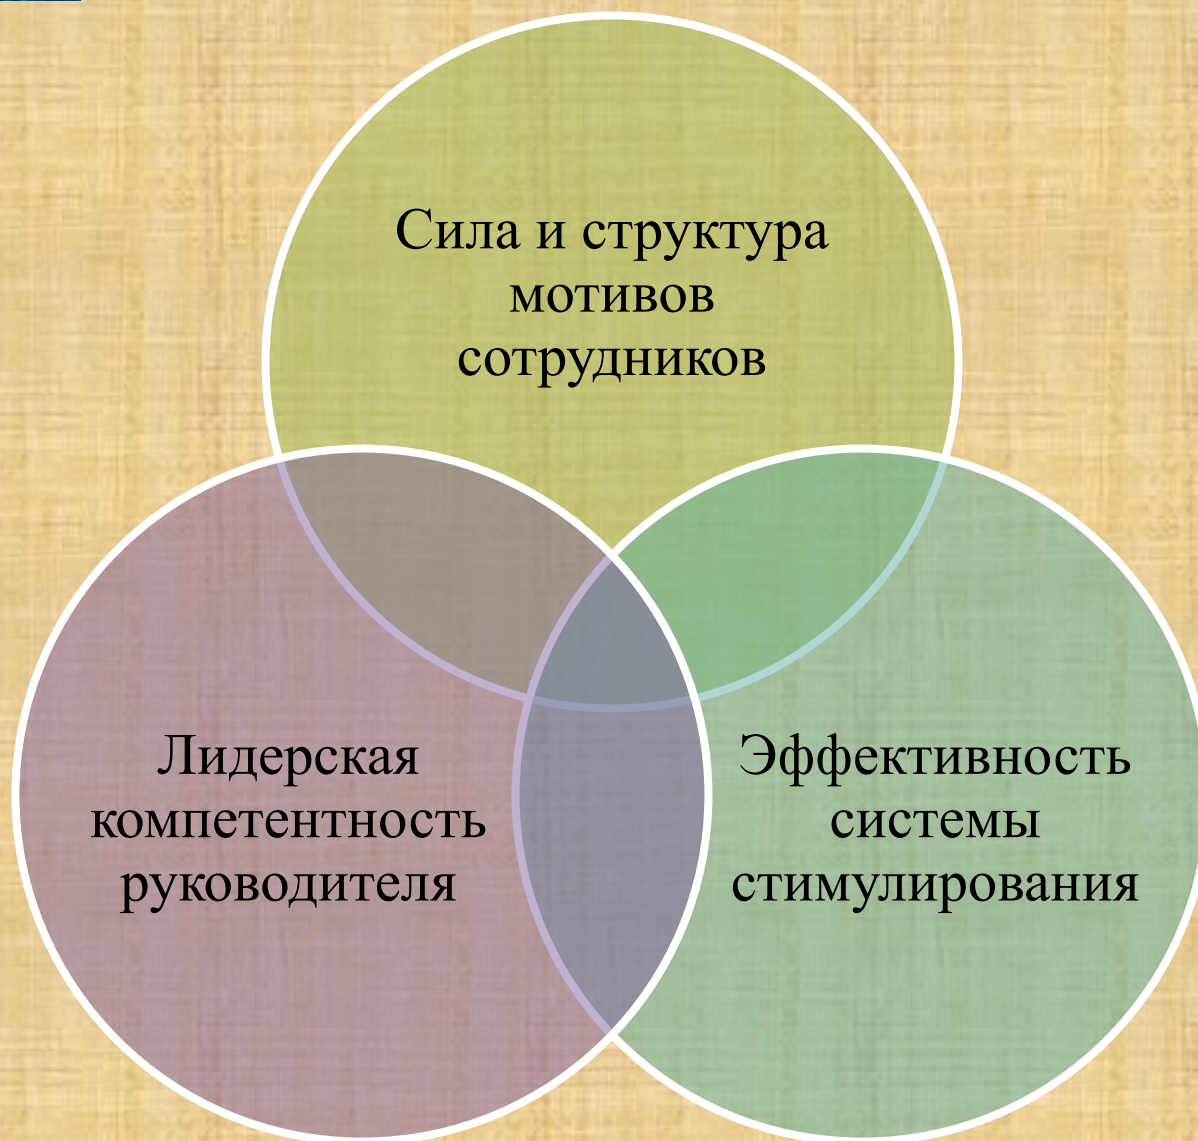 Сила и структура
мотивов
сотрудников
Лидерская
компетентность
руководителя
Эффективность
системы
стимулирования